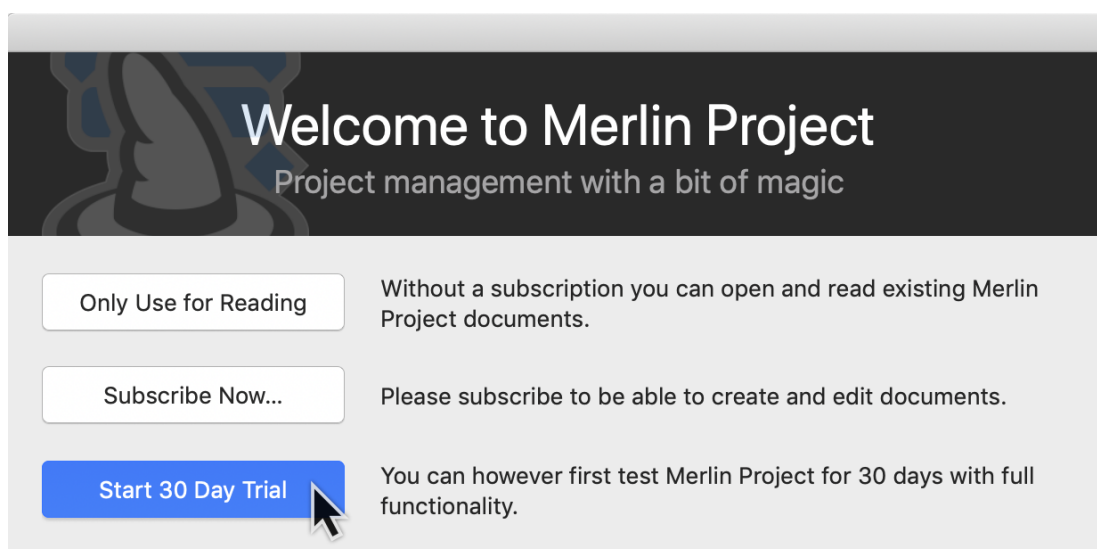 Welcome to Merlin Project
Project management with a bit of magic
Only Use for Reading
Without a subscription you can open and read existing Merlin
Project documents.
Subscribe Now...
Please subscribe to be able to create and edit documents.
Start 30 Day Trial
You can however first test Merlin Project for 30 days with full
functionality.